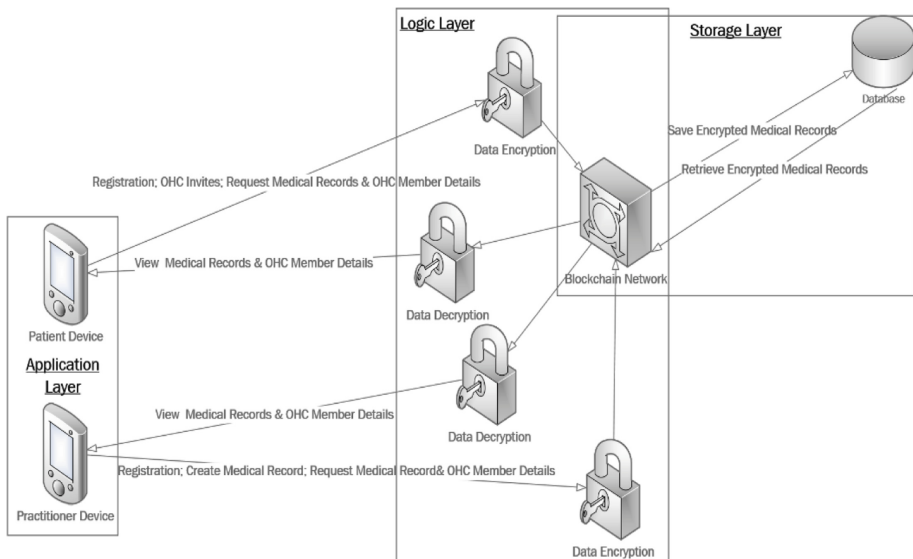 Logic Layer
Storage Layer
Database
Data Encryption
Save Encrypted Medical Records
Retrieve Encrypted Medical Records
Registration; OHC Invites; Request Medical Records & OHC Member Details
View  Medical Records & OHC Member Details
Blockchain Network
Data Decryption
Patient Device
Application
Layer
Data Decryption
View  Medical Records & OHC Member Details
Registration; Create Medical Record; Request Medical Record& OHC Member Details
Practitioner Device
Data Encryption